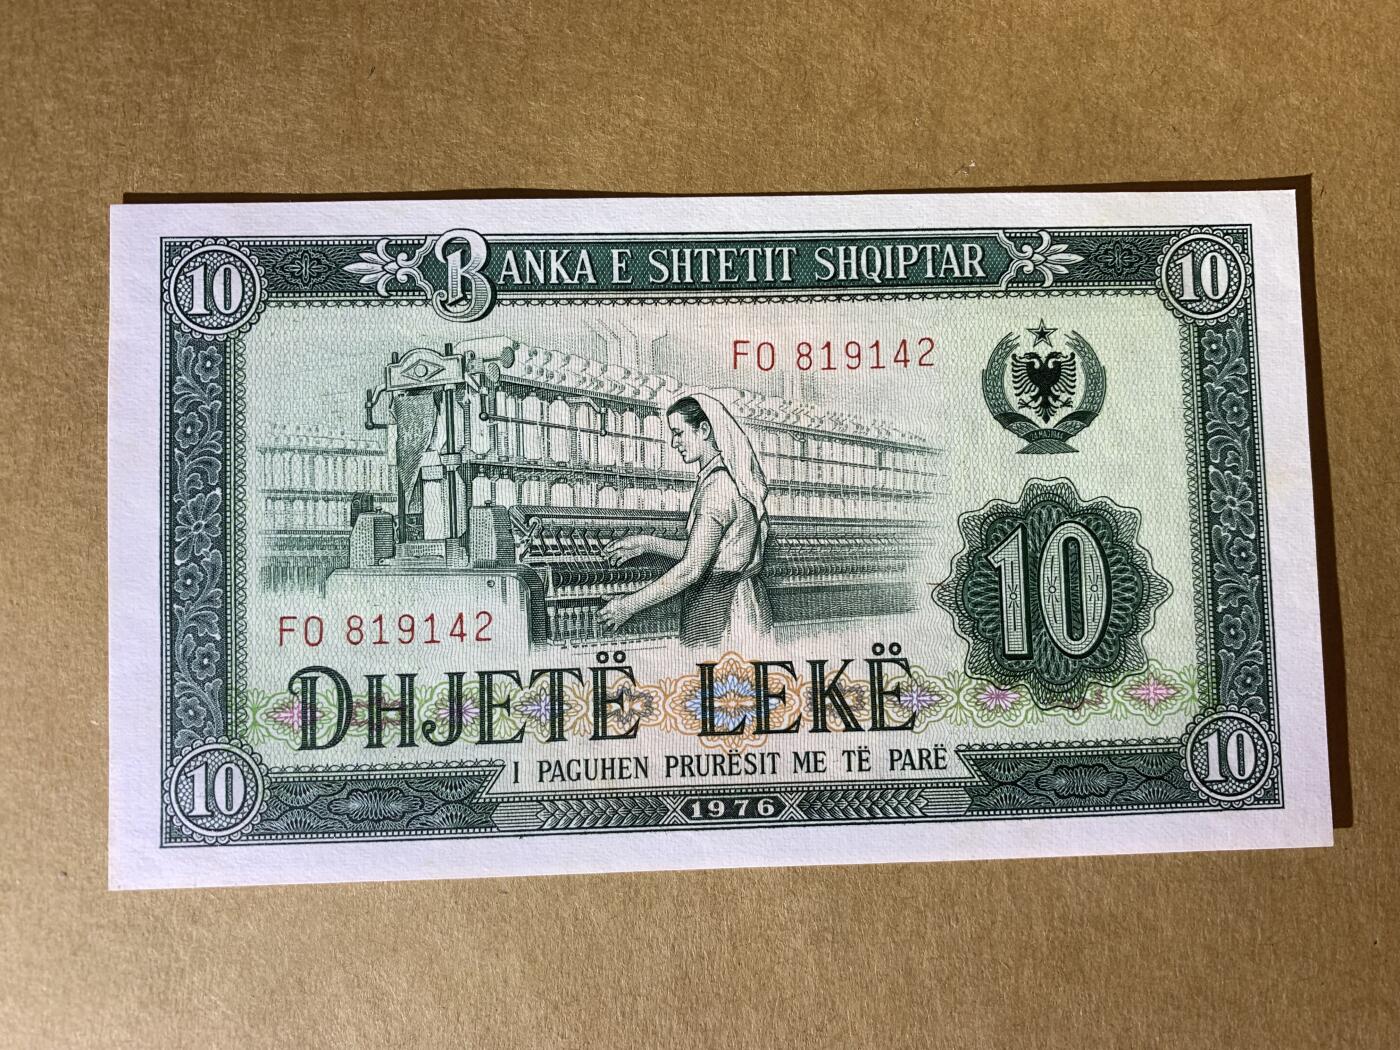 10 BANKA E SHTETIT SHQIPTAR 10
FO 819142
10
FO 819142
DHJETË LEKË
I PAGUHEN PRURËSIT ME TË PARË
10 1976 10